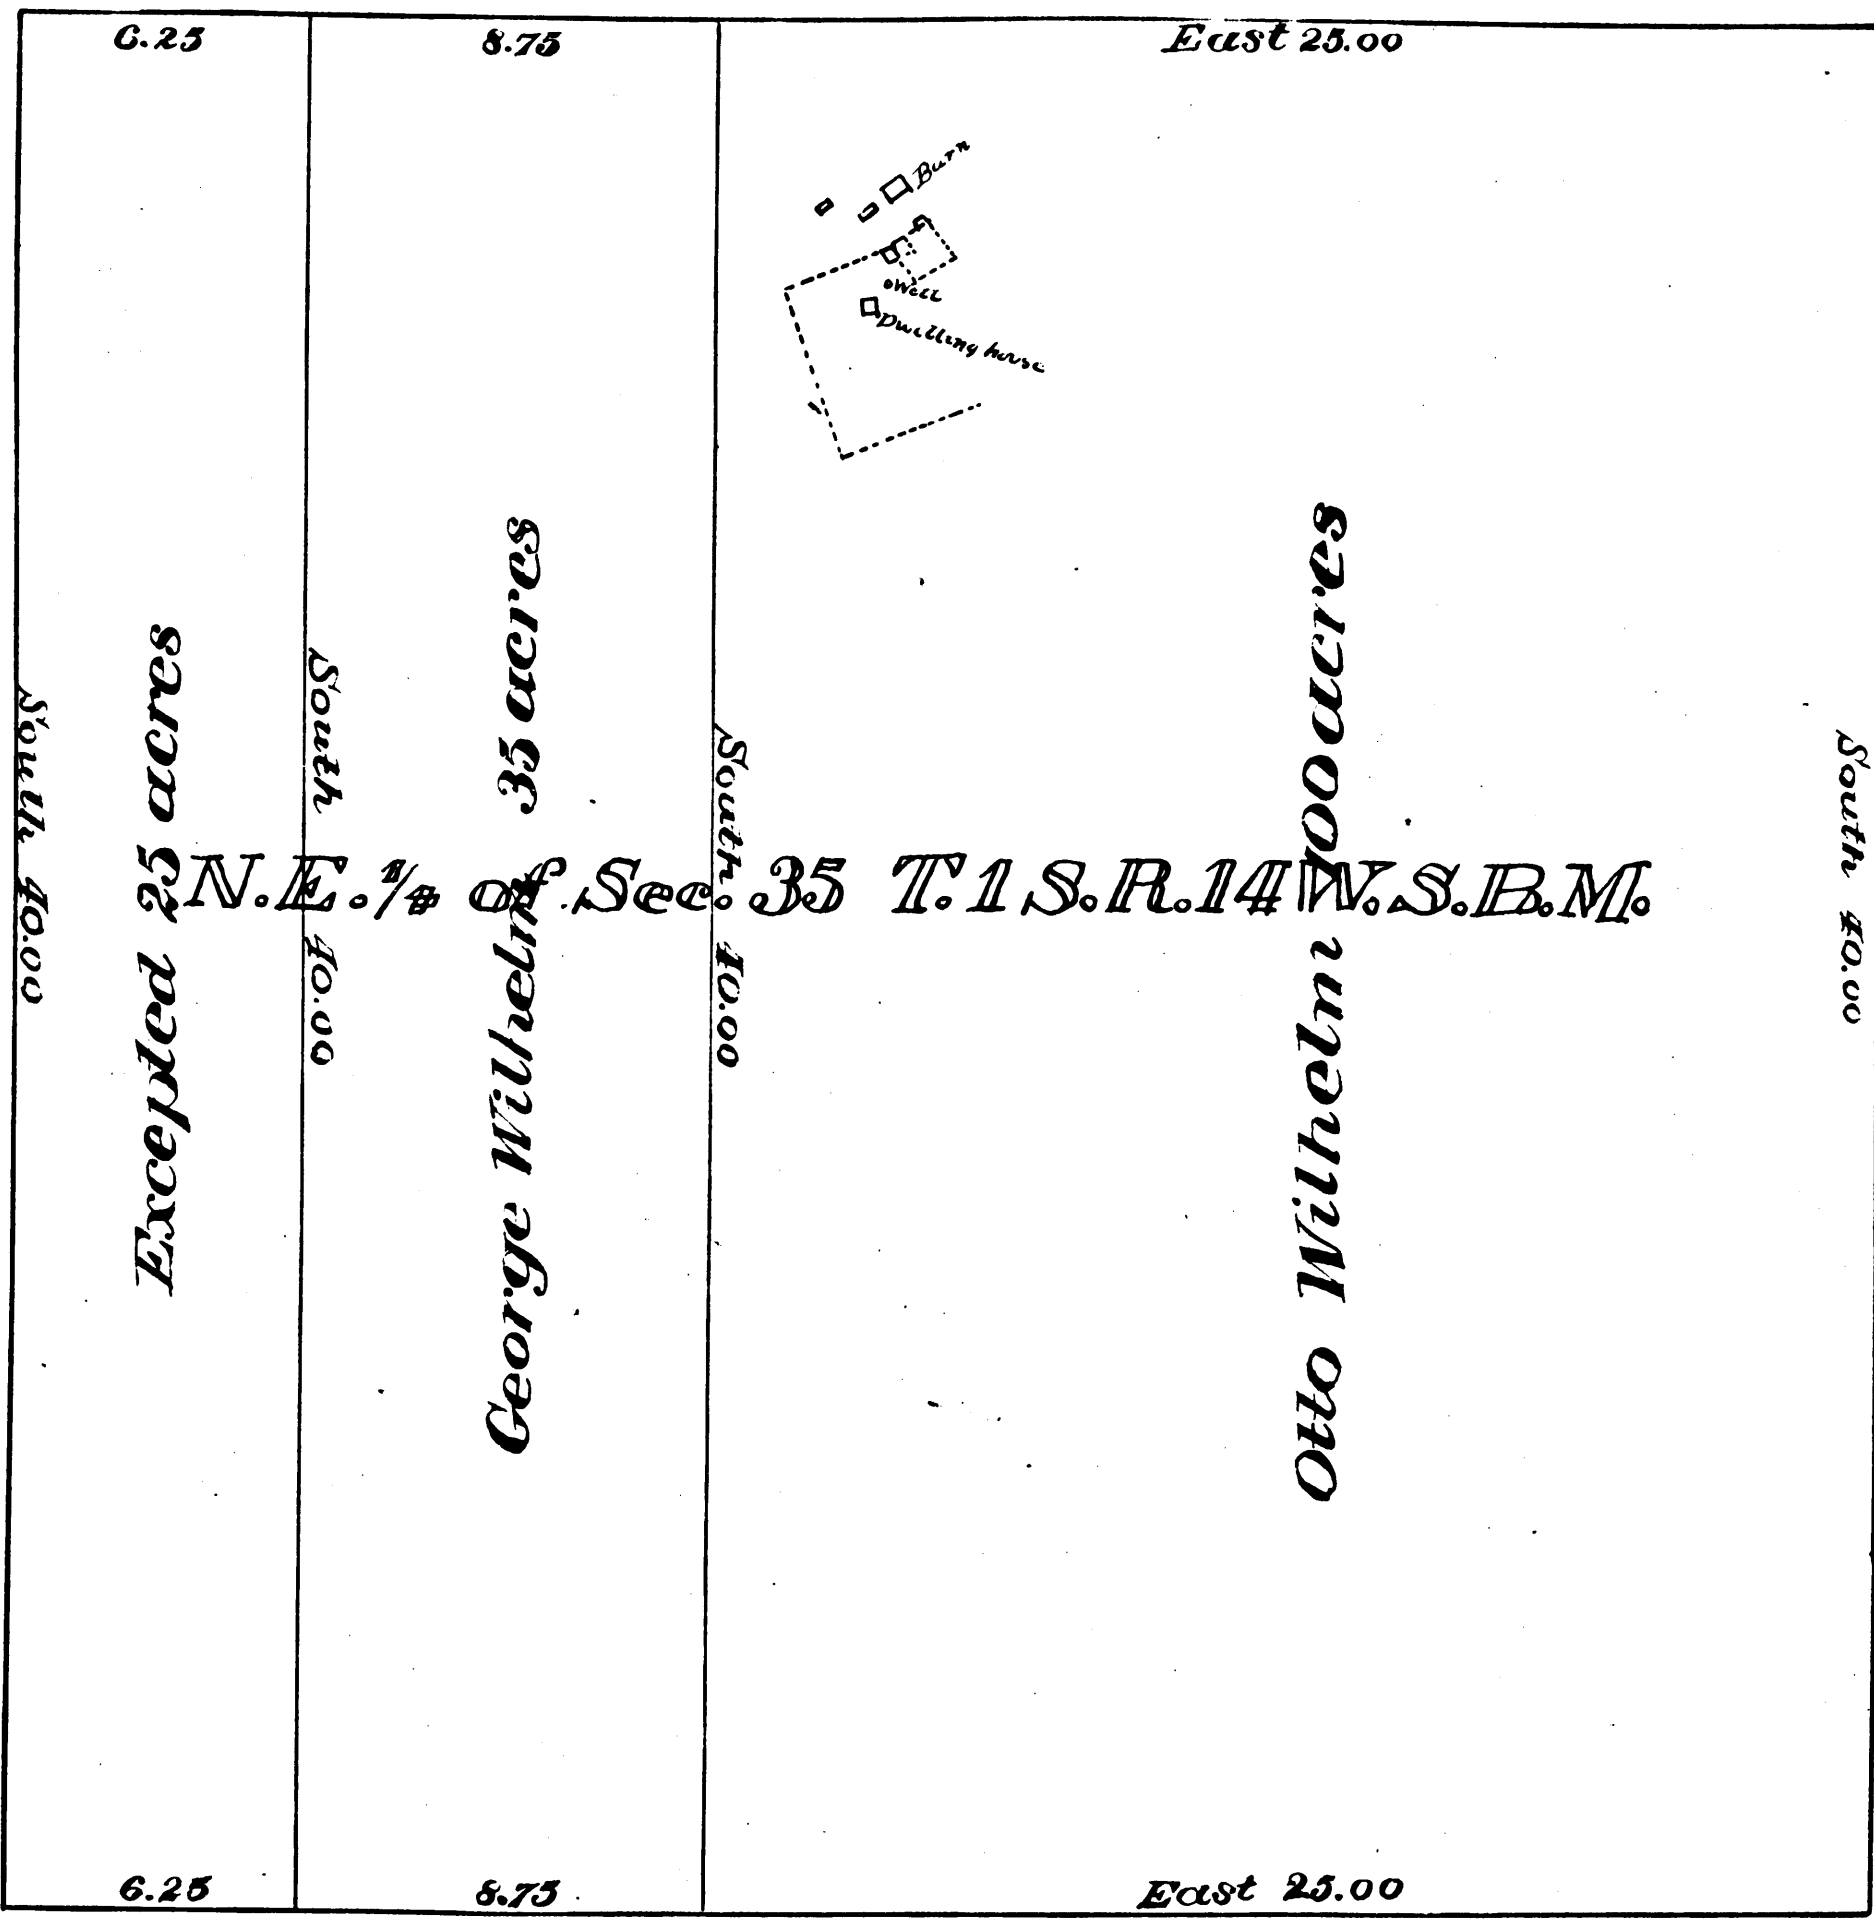 6.25
8.75
East 25.00
Barn
Well
Dwelling house
South 40.00
Excepted 25 acres
South 40.00
George Wilhelm 35 acres
South 40.00
Otto Wilhelm 100 acres
South 40.00
N.E. 1/4 of Sec. 35 T. 1 S. R. 14 W. S. B. M.
6.25
8.75
East 25.00